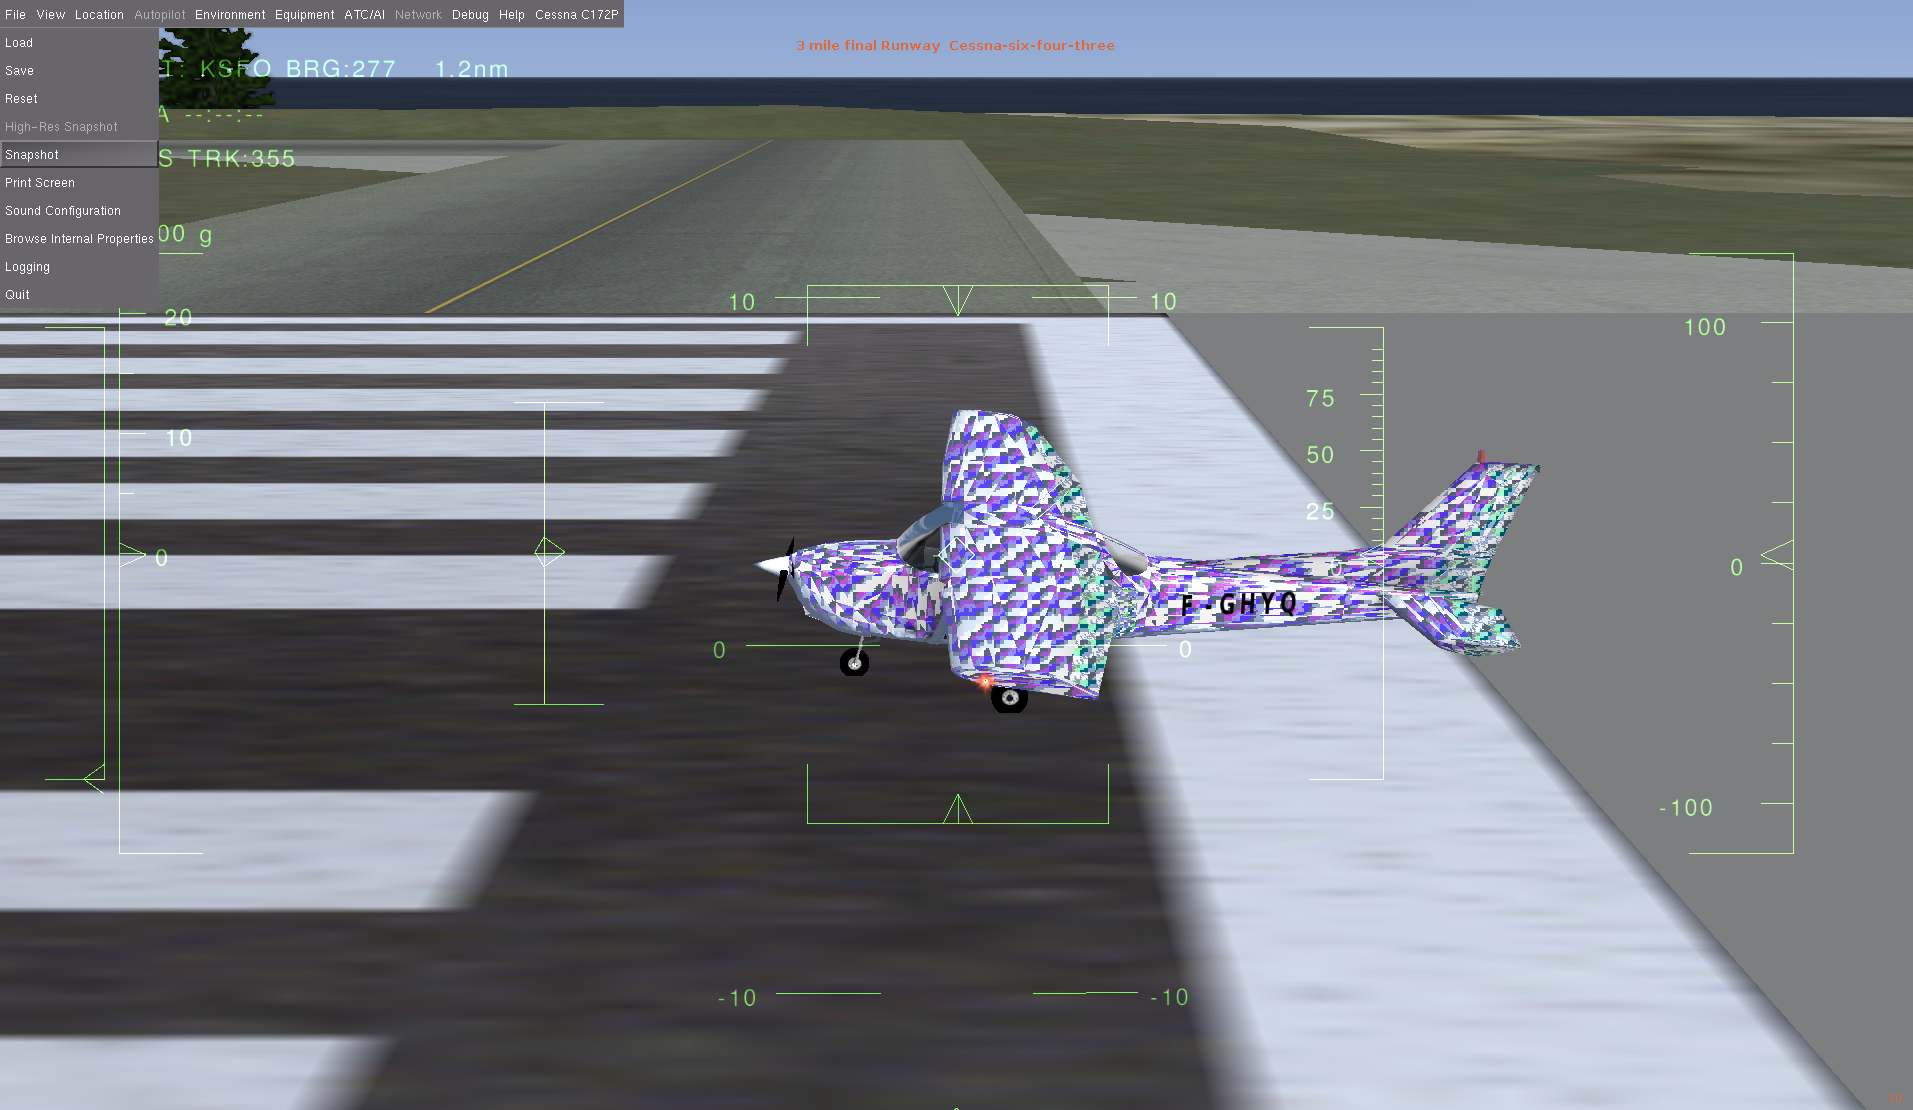 File View Location Autopilot Environment Equipment ATC/AI Network Debug Help Cessna C172P
Load
Save
Reset
High-Res Snapshot
Snapshot
Print Screen
Sound Configuration
Browse Internal Properties
Logging
Quit
3 mile final Runway Cessna-six-four-three
T: KSFO BRG:277 1.2nm
A --:--:--
S TRK:355
00 g
20
10
0
10 10
0 0
-10 -10
75
50
25
0
100
0
-100
F-GHYQ